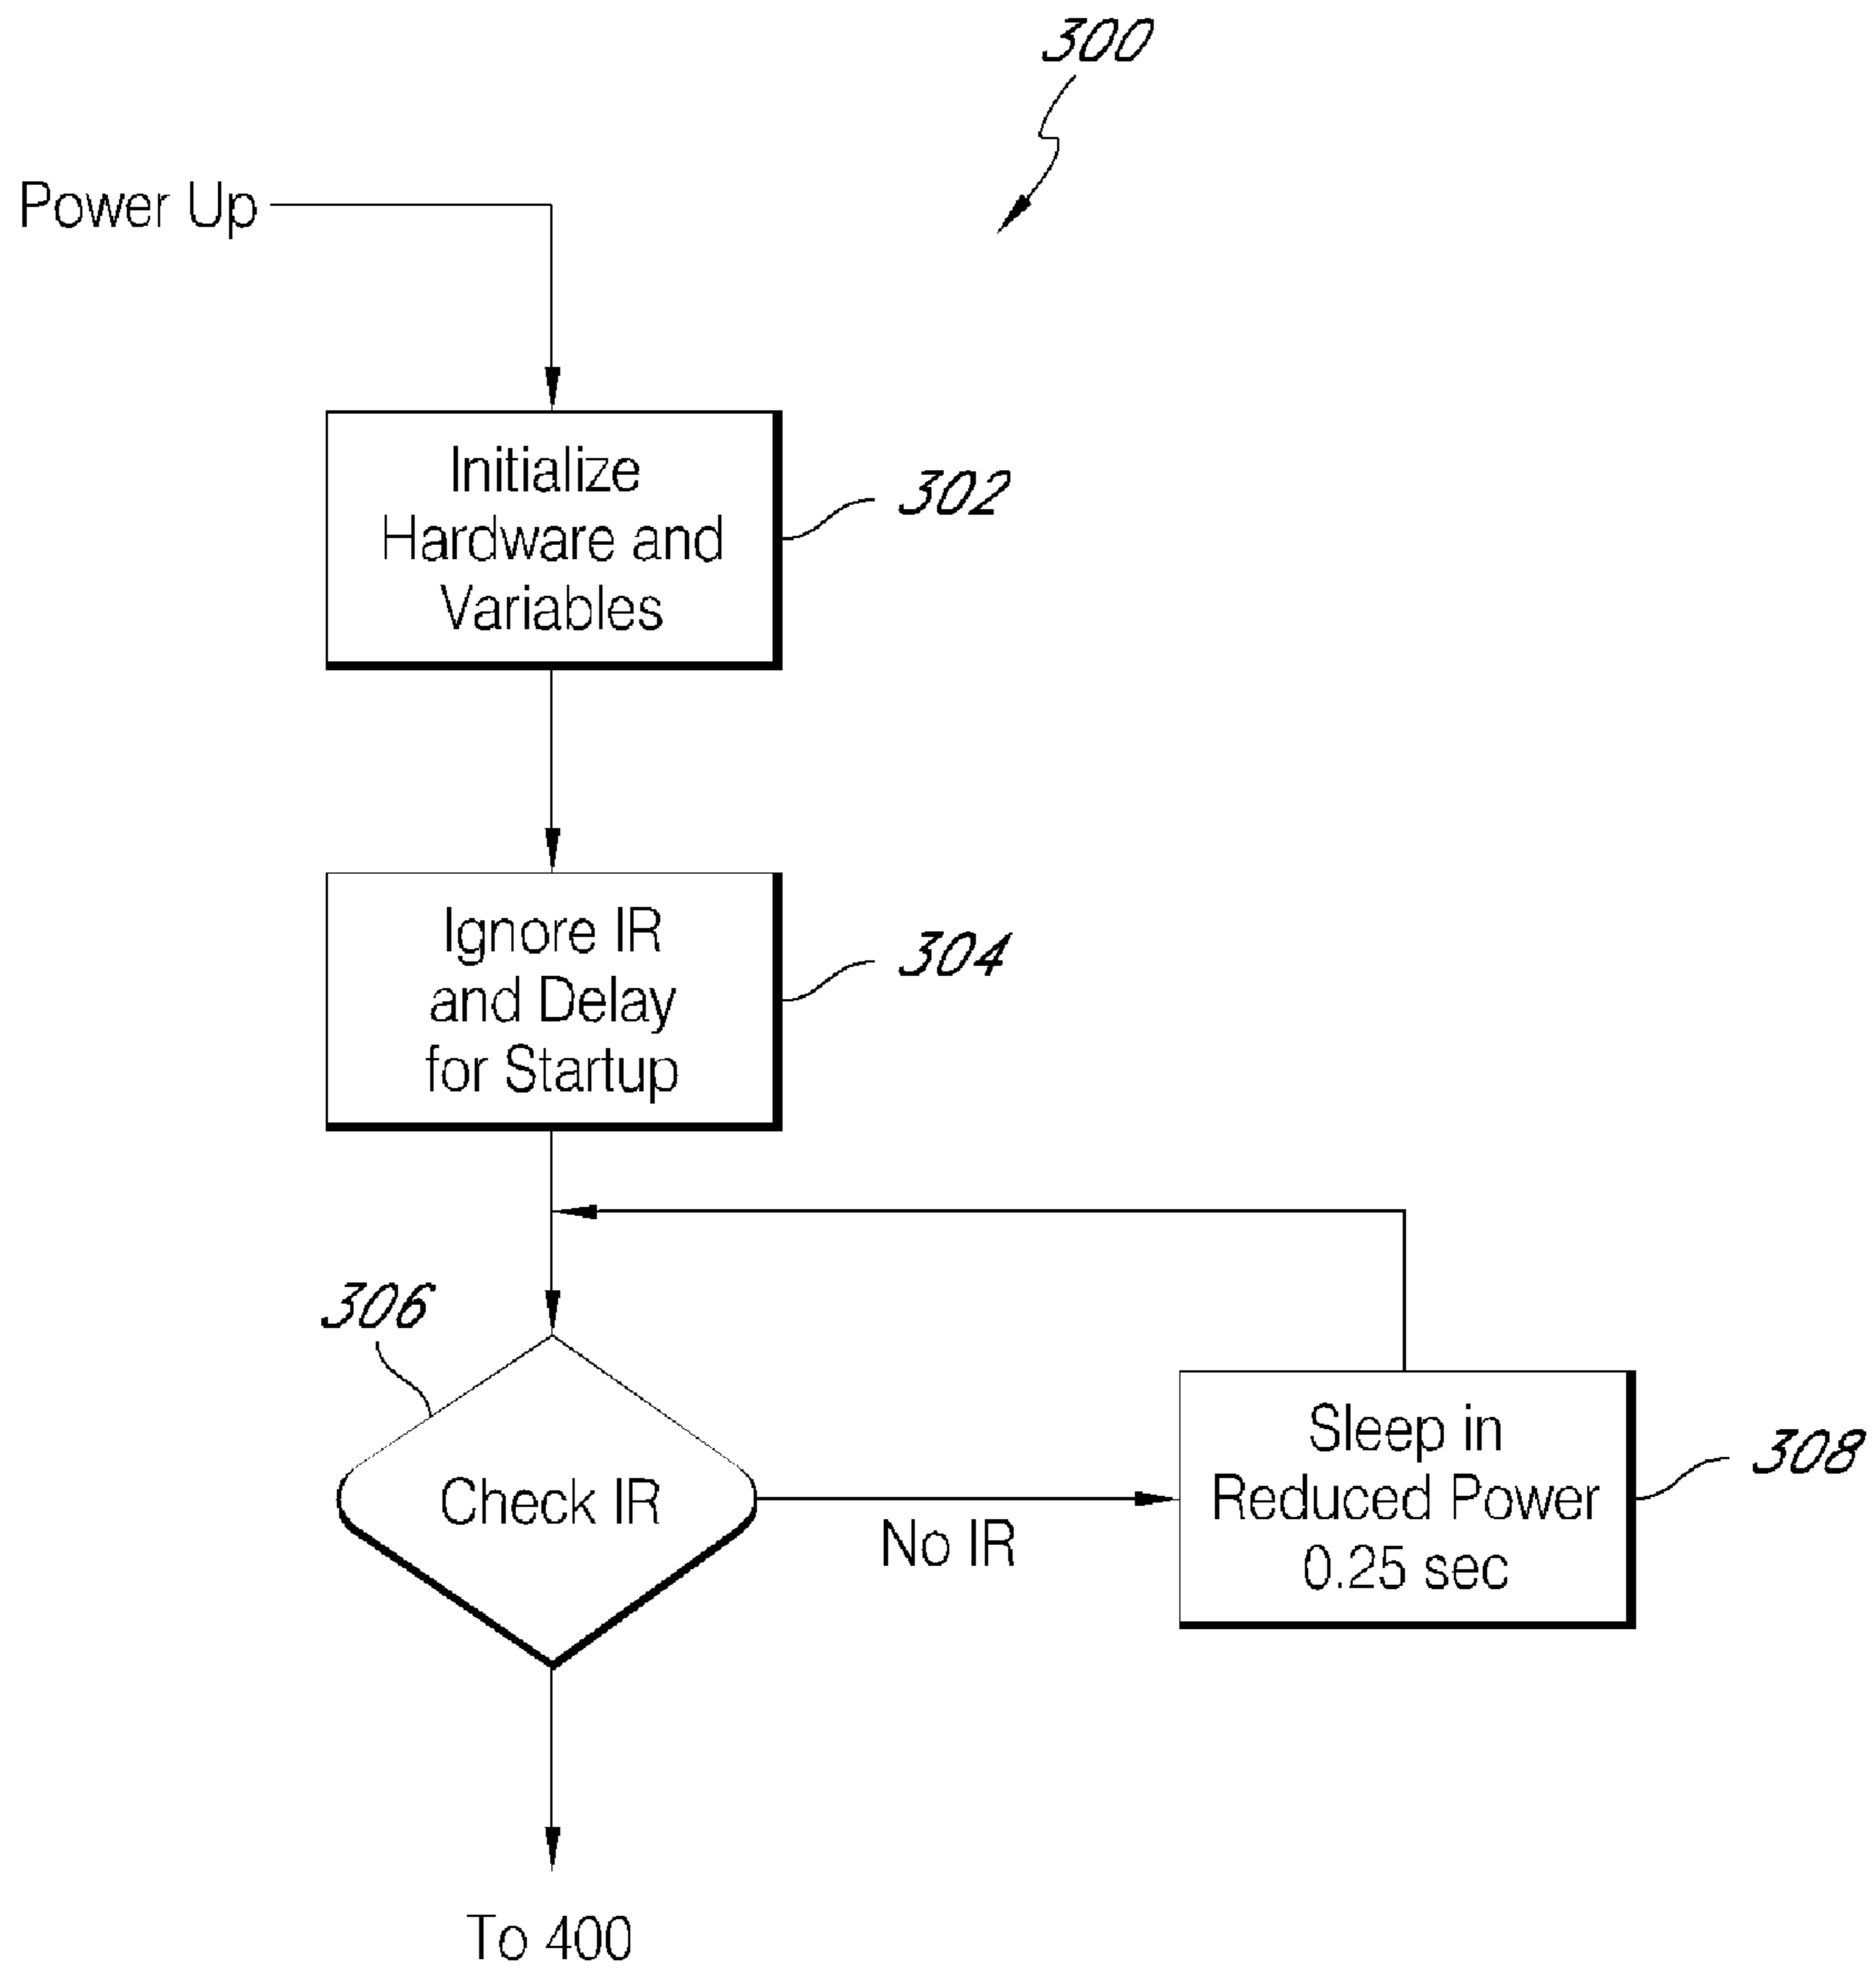 300
Power Up
Initialize
Hardware and
Variables
302
Ignore IR
and Delay
for Startup
304
306
Check IR
No IR
Sleep in
Reduced Power
0.25 sec
308
To 400